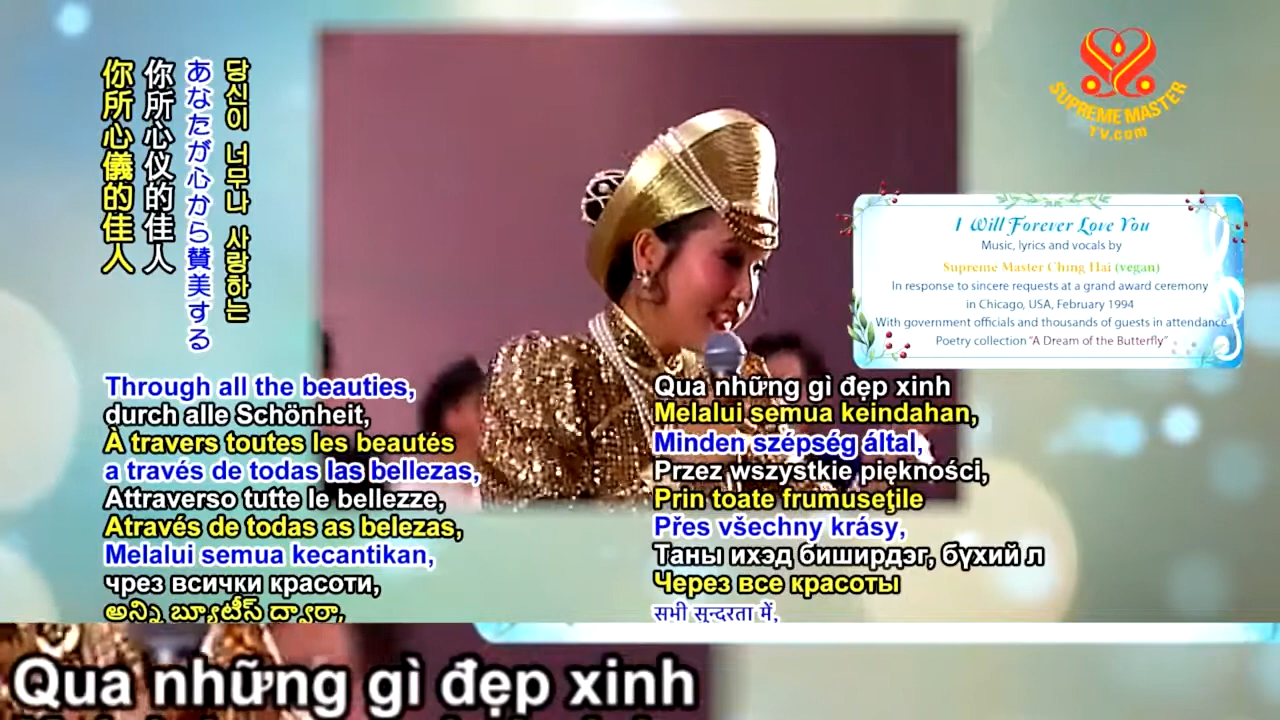 당신이 너무나 사랑하는
あなたが心から賛美する
你所心仪的佳人
你所心儀的佳人
SUPREME MASTER
TV.com
I Will Forever Love You
Music, lyrics and vocals by
Supreme Master Ching Hai (vegan)
In response to sincere requests at a grand award ceremony
in Chicago, USA, February 1994
With government officials and thousands of guests in attendance
Poetry collection "A Dream of the Butterfly"
Through all the beauties,
durch alle Schönheit,
À travers toutes les beautés
a través de todas las bellezas,
Attraverso tutte le bellezze,
Através de todas as belezas,
Melalui semua kecantikan,
чрез всички красоти,
అన్ని బ్యూటీస్ ద్వారా,
Qua những gì đẹp xinh
Melalui semua keindahan,
Minden szépség által,
Przez wszystkie piękności,
Prin toate frumuseţile
Přes všechny krásy,
Таны ихэд биширдэг, бүхий л
Через все красоты
सभी सुन्दरता में,
Qua những gì đẹp xinh